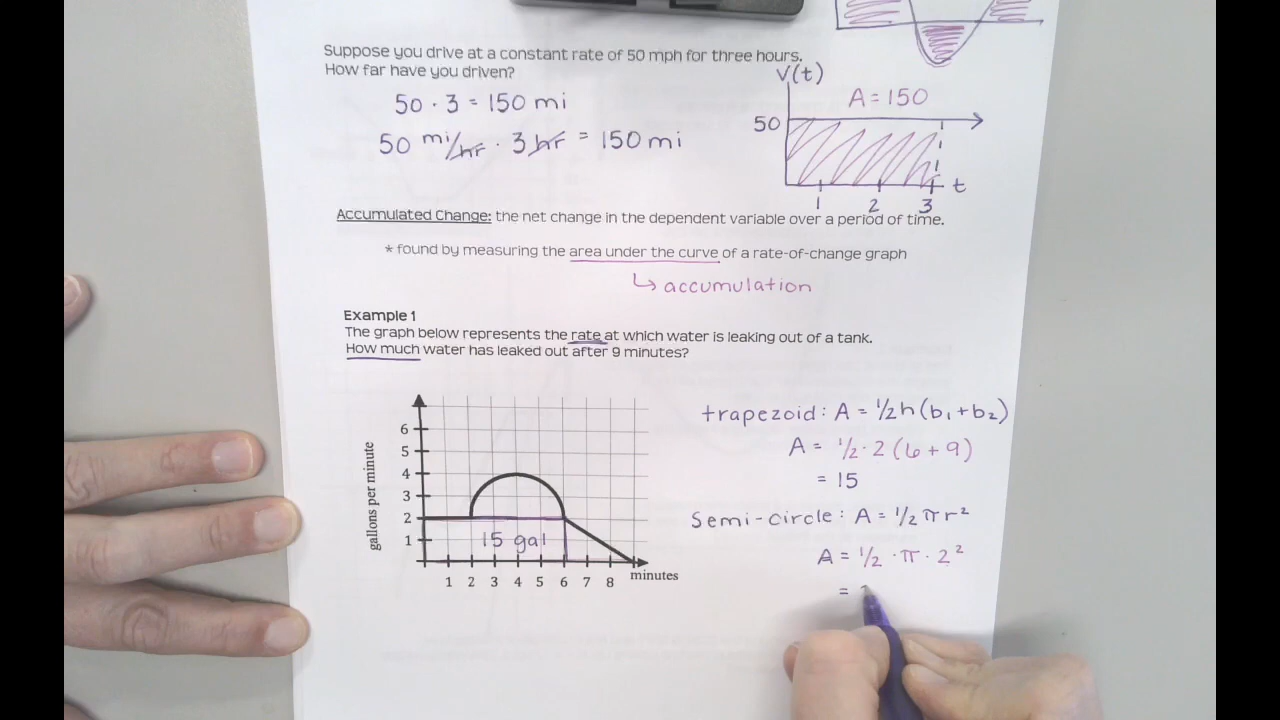 Suppose you drive at a constant rate of 50 mph for three hours.
How far have you driven?
50 · 3 = 150 mi
50 mi/hr · 3 hr = 150 mi
V(t)
A = 150
50
t
1 2 3
Accumulated Change: the net change in the dependent variable over a period of time.
* found by measuring the area under the curve of a rate-of-change graph
↳ accumulation
Example 1
The graph below represents the rate at which water is leaking out of a tank.
How much water has leaked out after 9 minutes?
gallons per minute
6
5
4
3
2
1
15 gal
1 2 3 4 5 6 7 8
minutes
trapezoid: A = 1/2 h (b₁ + b₂)
A = 1/2 · 2 (6 + 9)
= 15
Semi-circle: A = 1/2 πr²
A = 1/2 · π · 2²
=